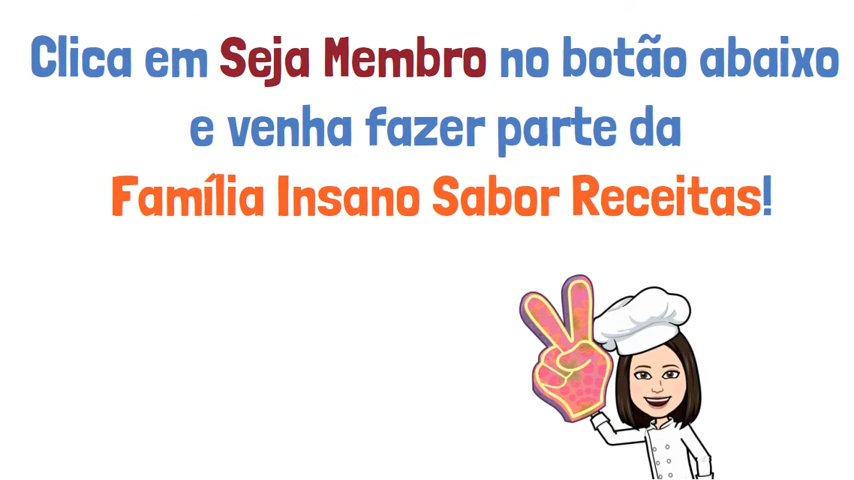 Clica em Seja Membro no botão abaixo
e venha fazer parte da
Família Insano Sabor Receitas!